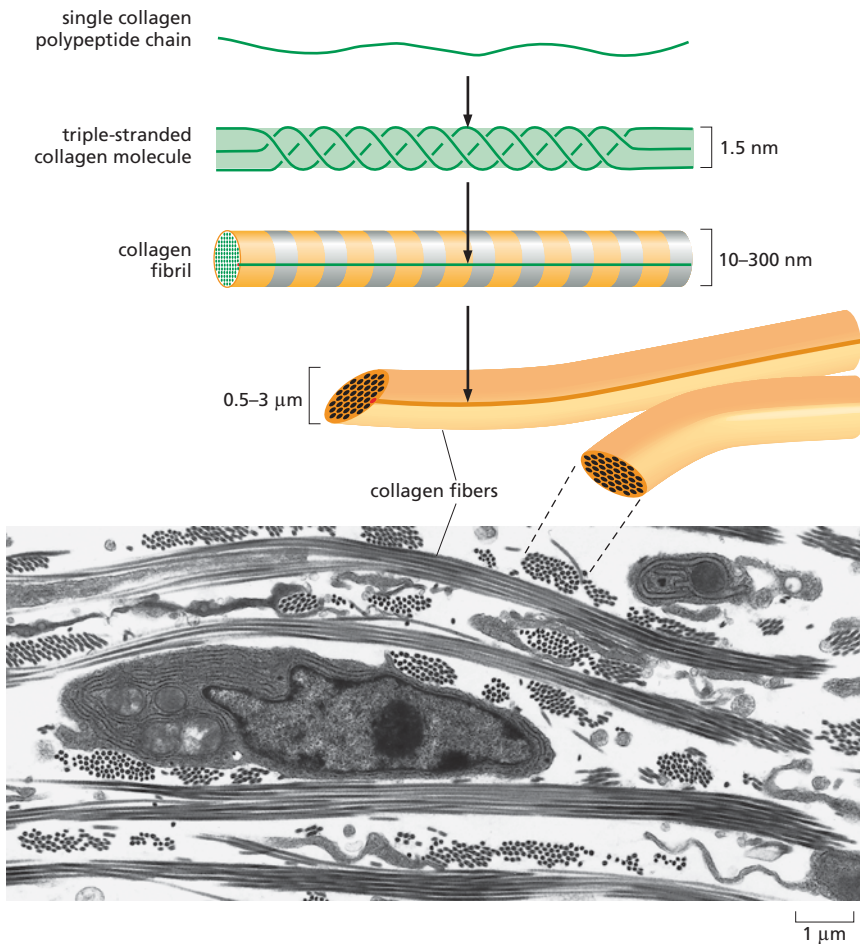 single collagen
polypeptide chain
triple-stranded
collagen molecule
1.5 nm
collagen
fibril
10–300 nm
0.5–3 μm
collagen fibers
1 μm